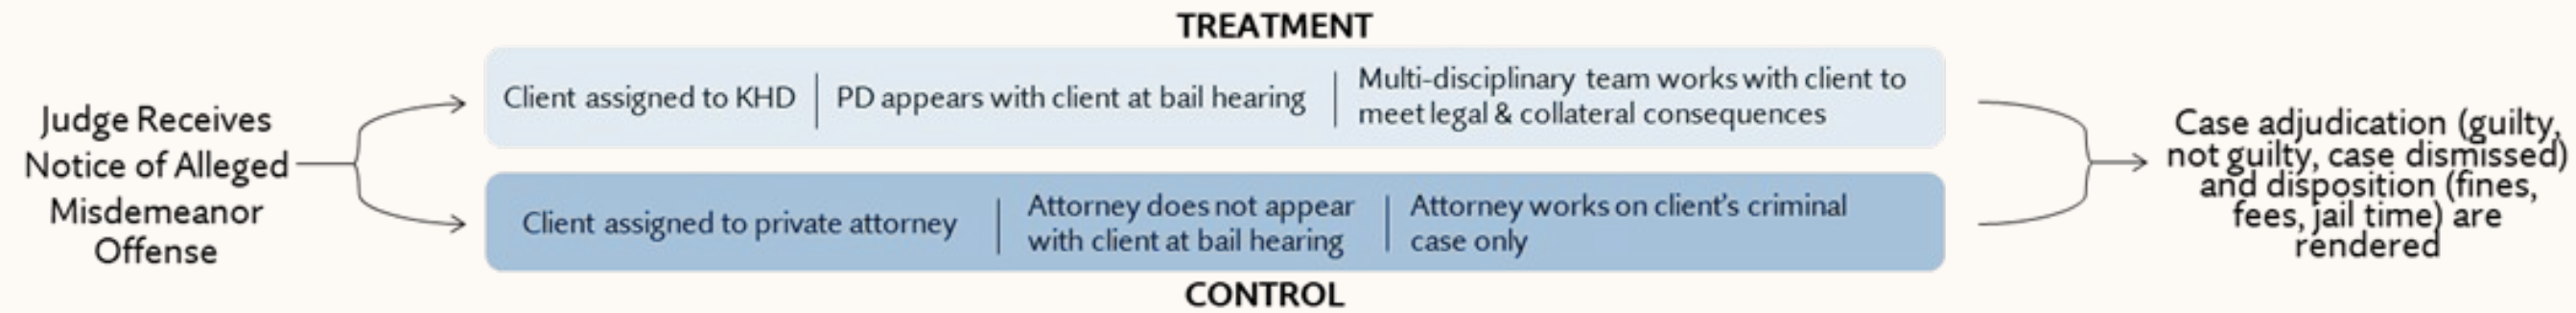 Judge Receives
Notice of Alleged
Misdemeanor
Offense
TREATMENT
Client assigned to KHD
PD appears with client at bail hearing
Multi-disciplinary team works with client to
meet legal & collateral consequences
Client assigned to private attorney
Attorney does not appear
with client at bail hearing
Attorney works on client's criminal
case only
CONTROL
Case adjudication (guilty,
not guilty, case dismissed)
and disposition (fines,
fees, jail time) are
rendered